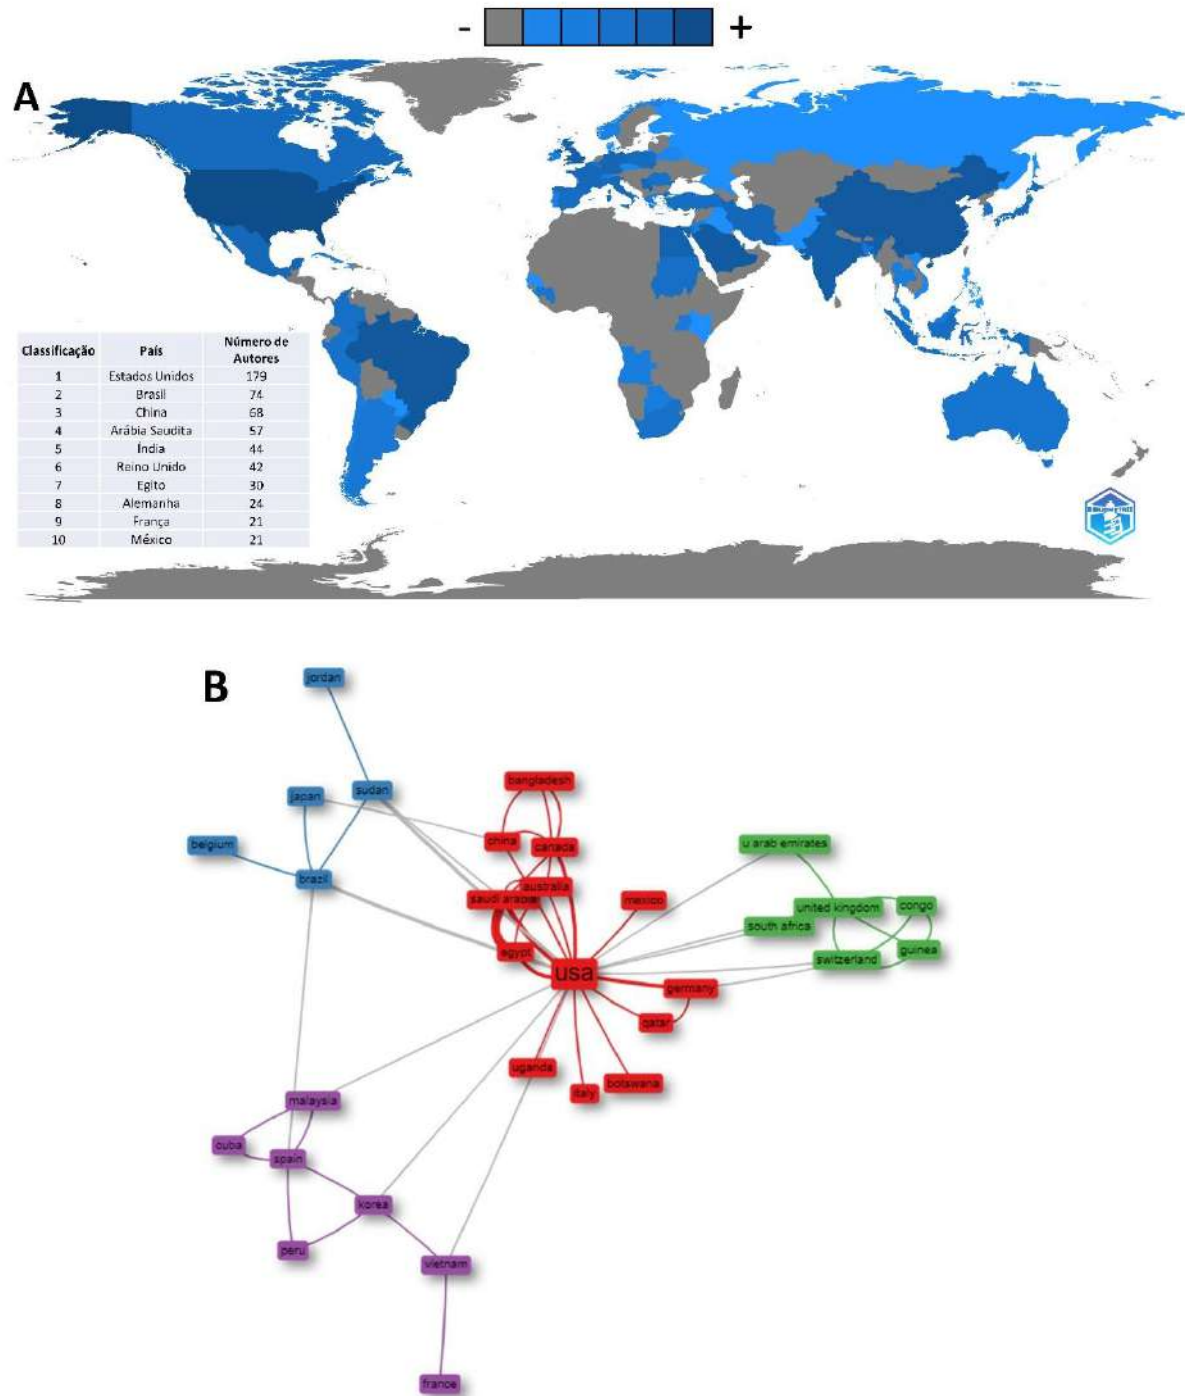 - +
A
Classificação País Número de Autores
1 Estados Unidos 179
2 Brasil 74
3 China 68
4 Arábia Saudita 57
5 Índia 44
6 Reino Unido 42
7 Egito 30
8 Alemanha 24
9 França 21
10 México 21
B
jordan
bangladesh
japan
sudan
china
canada
belgium
u arab emirates
brazil
australia
saudi arabia
mexico
united kingdom
congo
south africa
egypt
guinea
switzerland
usa
germany
qatar
uganda
italy
botswana
malaysia
cuba
spain
korea
peru
vietnam
france